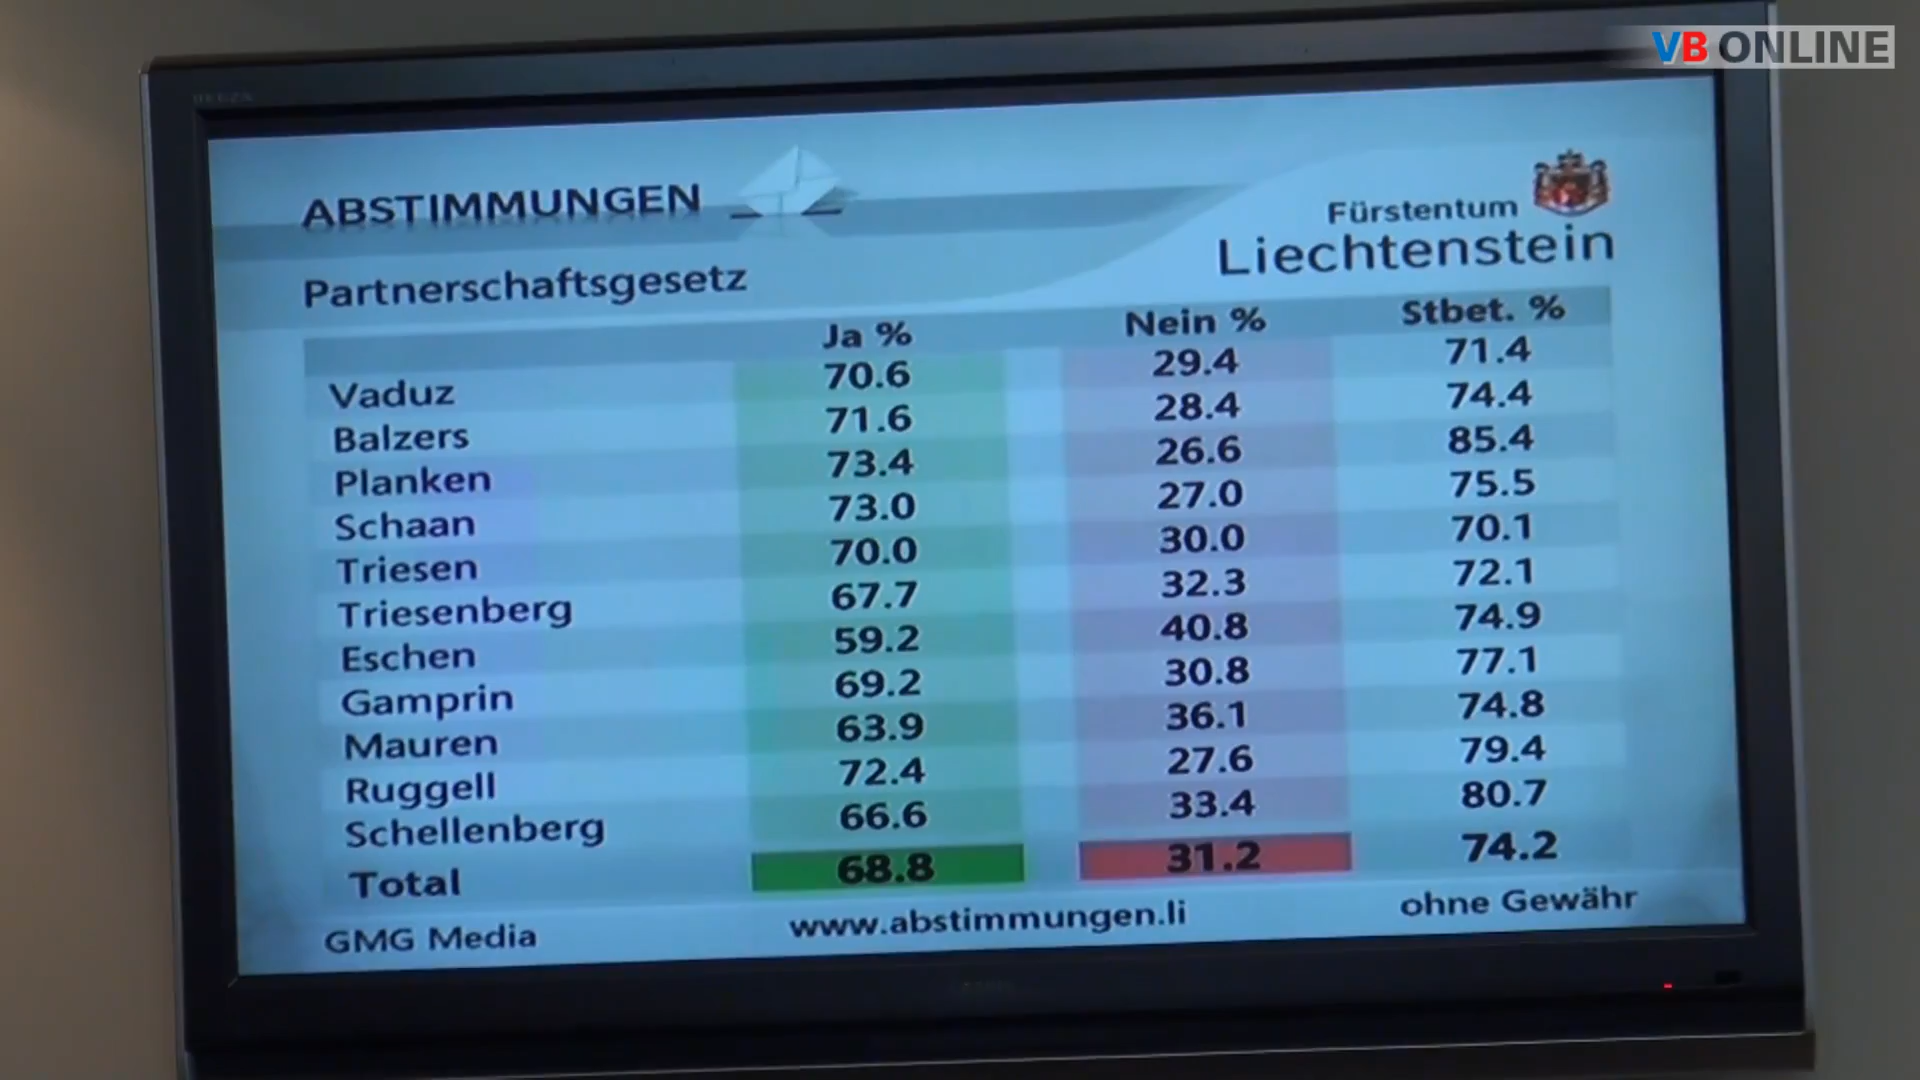 VB ONLINE
ABSTIMMUNGEN
Fürstentum
Liechtenstein
Partnerschaftsgesetz
Ja % Nein % Stbet. %
Vaduz 70.6 29.4 71.4
Balzers 71.6 28.4 74.4
Planken 73.4 26.6 85.4
Schaan 73.0 27.0 75.5
Triesen 70.0 30.0 70.1
Triesenberg 67.7 32.3 72.1
Eschen 59.2 40.8 74.9
Gamprin 69.2 30.8 77.1
Mauren 63.9 36.1 74.8
Ruggell 72.4 27.6 79.4
Schellenberg 66.6 33.4 80.7
Total 68.8 31.2 74.2
GMG Media www.abstimmungen.li ohne Gewähr